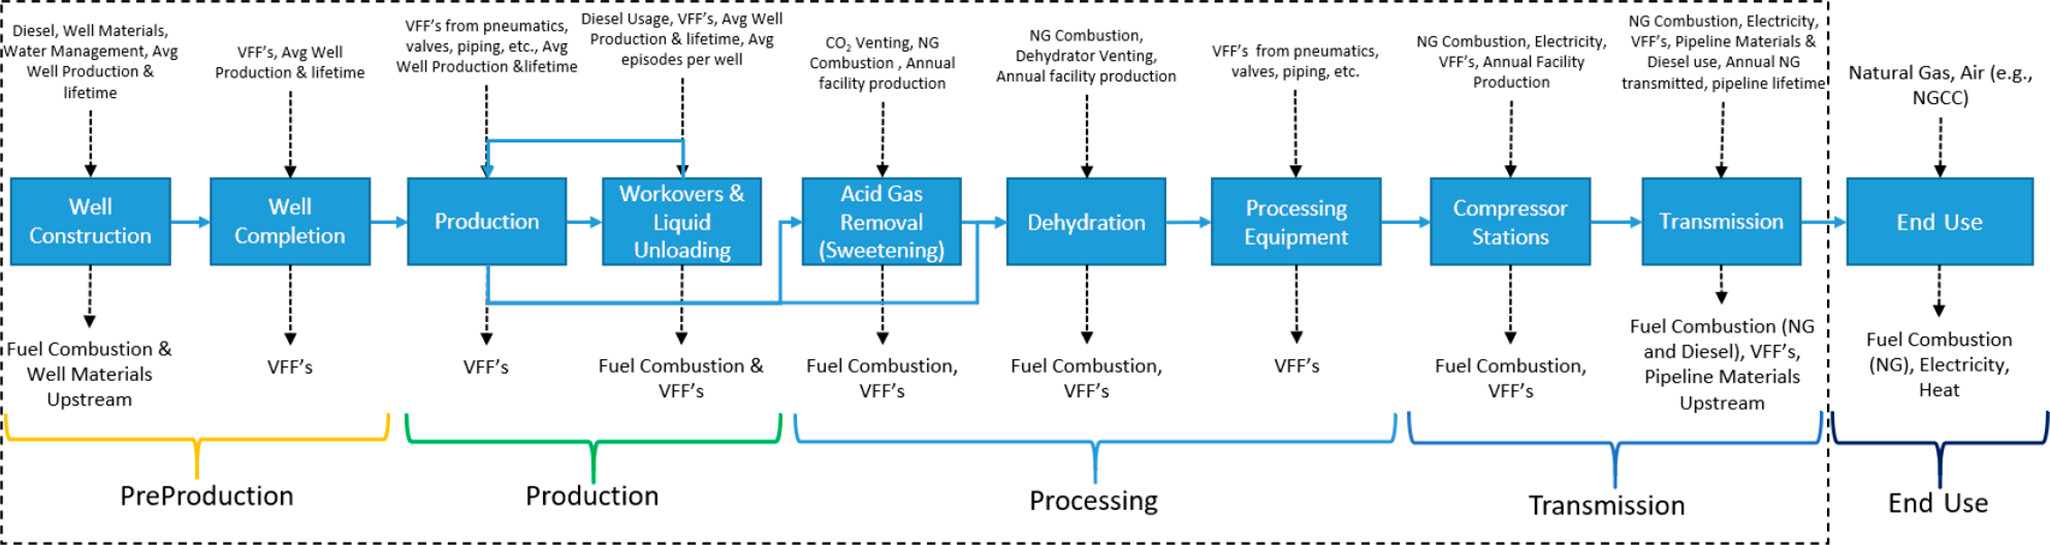 Diesel, Well Materials,
Water Management, Avg
Well Production &
lifetime
VFF's, Avg Well
Production & lifetime
VFF's from pneumatics,
valves, piping, etc., Avg
Well Production &lifetime
Diesel Usage, VFF's, Avg Well
Production & lifetime, Avg
episodes per well
CO₂ Venting, NG
Combustion , Annual
facility production
NG Combustion,
Dehydrator Venting,
Annual facility production
VFF's from pneumatics,
valves, piping, etc.
NG Combustion, Electricity,
VFF's, Annual Facility
Production
NG Combustion, Electricity,
VFF's, Pipeline Materials &
Diesel use, Annual NG
transmitted, pipeline lifetime
Natural Gas, Air (e.g.,
NGCC)
Well
Construction
Well
Completion
Production
Workovers &
Liquid
Unloading
Acid Gas
Removal
(Sweetening)
Dehydration
Processing
Equipment
Compressor
Stations
Transmission
End Use
Fuel Combustion &
Well Materials
Upstream
VFF's
VFF's
Fuel Combustion &
VFF's
Fuel Combustion,
VFF's
Fuel Combustion,
VFF's
VFF's
Fuel Combustion,
VFF's
Fuel Combustion (NG
and Diesel), VFF's,
Pipeline Materials
Upstream
Fuel Combustion
(NG), Electricity,
Heat
PreProduction
Production
Processing
Transmission
End Use